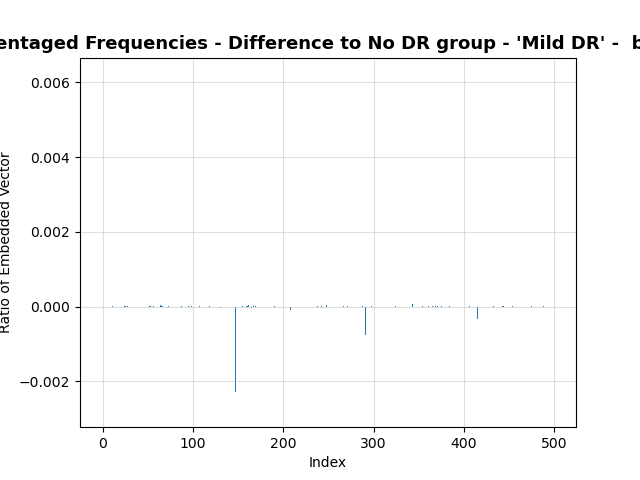 entaged Frequencies - Difference to No DR group - 'Mild DR' - b
0.006
0.004
0.002
0.000
−0.002
Ratio of Embedded Vector
0 100 200 300 400 500
Index